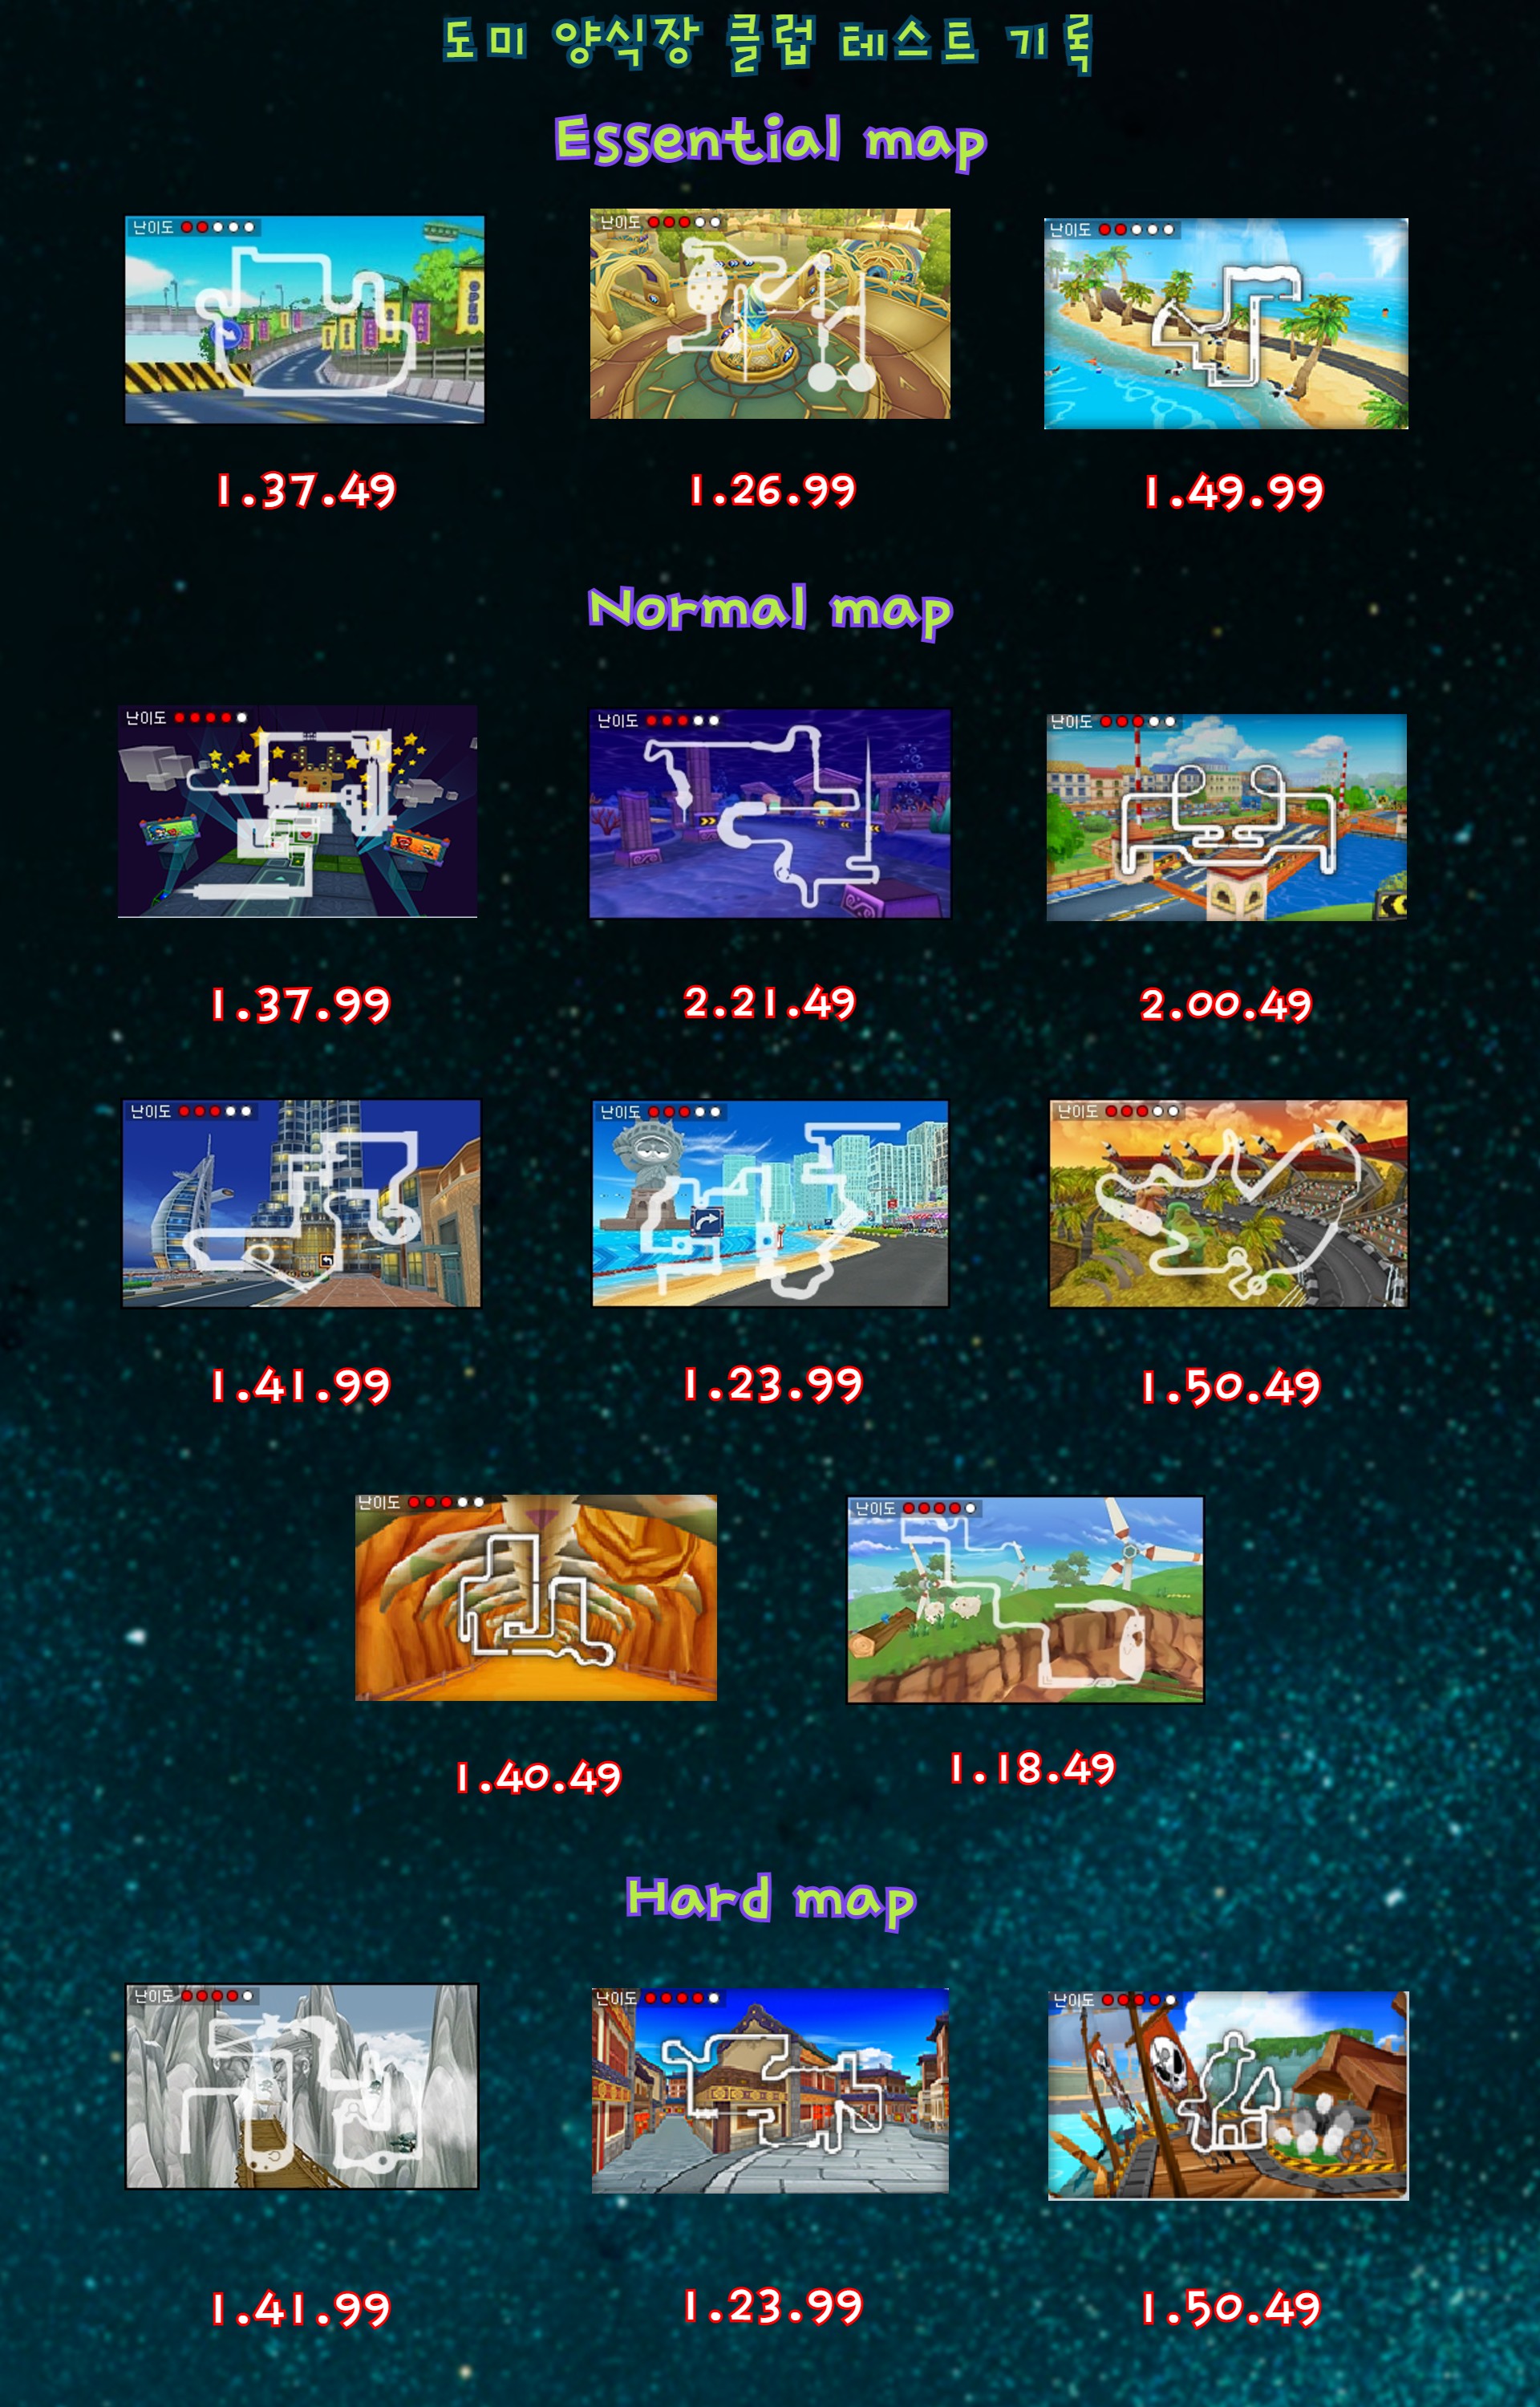 도미 양식장 클럽 테스트 기록
Essential map
난이도
난이도
난이도
1.37.49
1.26.99
1.49.99
Normal map
난이도
난이도
난이도
1.37.99
2.21.49
2.00.49
난이도
난이도
난이도
1.41.99
1.23.99
1.50.49
난이도
난이도
1.40.49
1.18.49
Hard map
난이도
난이도
난이도
1.41.99
1.23.99
1.50.49